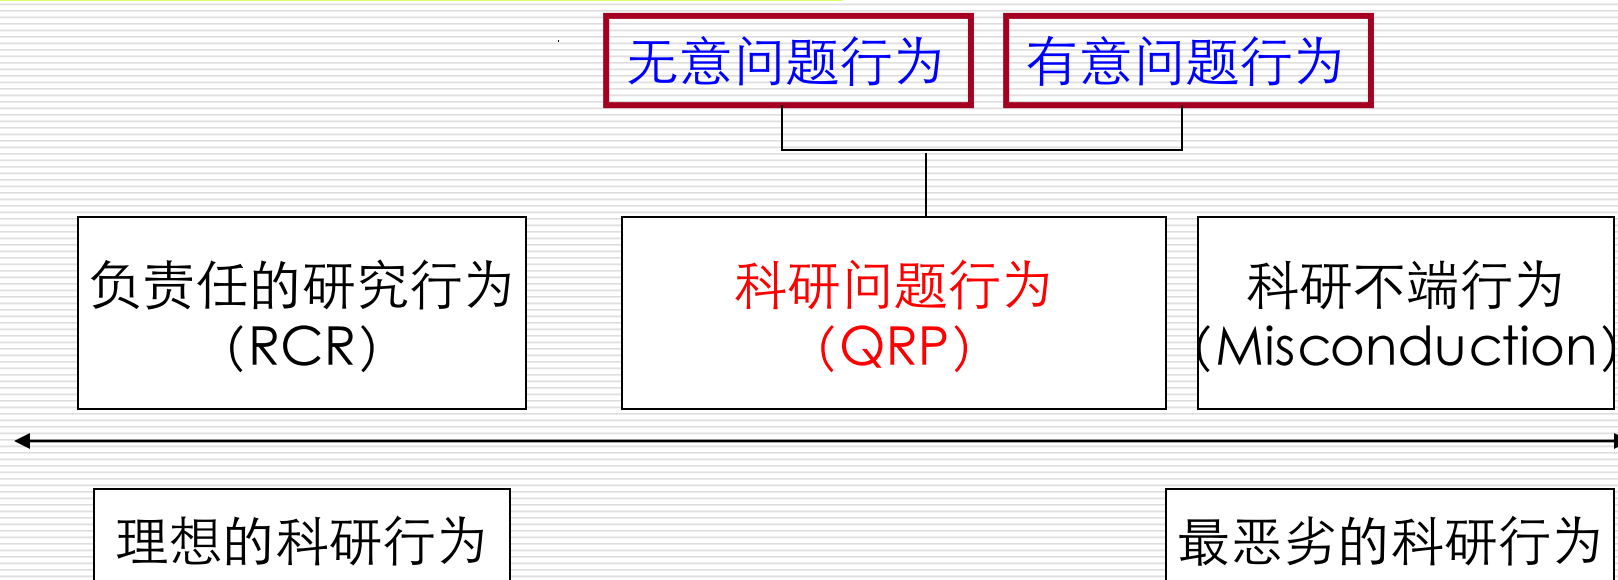 无意问题行为
有意问题行为
负责任的研究行为
（RCR）
科研问题行为
（QRP）
科研不端行为
（Misconduction）
理想的科研行为
最恶劣的科研行为